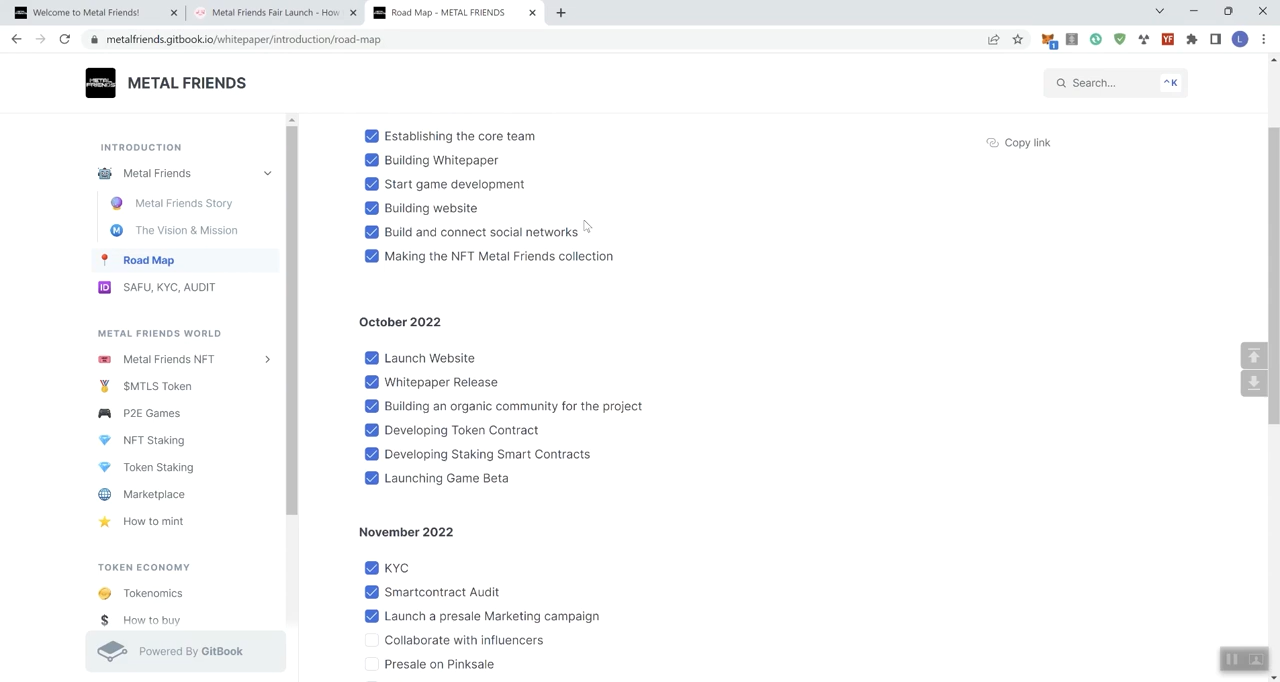 Welcome to Metal Friends!
Metal Friends Fair Launch - How
Road Map - METAL FRIENDS
metalfriends.gitbook.io/whitepaper/introduction/road-map
1
YF
L
METAL FRIENDS
METAL FRIENDS
Search...
^K
INTRODUCTION
Metal Friends
Metal Friends Story
M
The Vision & Mission
Road Map
ID
SAFU, KYC, AUDIT
METAL FRIENDS WORLD
Metal Friends NFT
$MTLS Token
P2E Games
NFT Staking
Token Staking
Marketplace
How to mint
TOKEN ECONOMY
Tokenomics
$
How to buy
Powered By GitBook
Establishing the core team
Building Whitepaper
Start game development
Building website
Build and connect social networks
Making the NFT Metal Friends collection
October 2022
Launch Website
Whitepaper Release
Building an organic community for the project
Developing Token Contract
Developing Staking Smart Contracts
Launching Game Beta
November 2022
KYC
Smartcontract Audit
Launch a presale Marketing campaign
Collaborate with influencers
Presale on Pinksale
Copy link